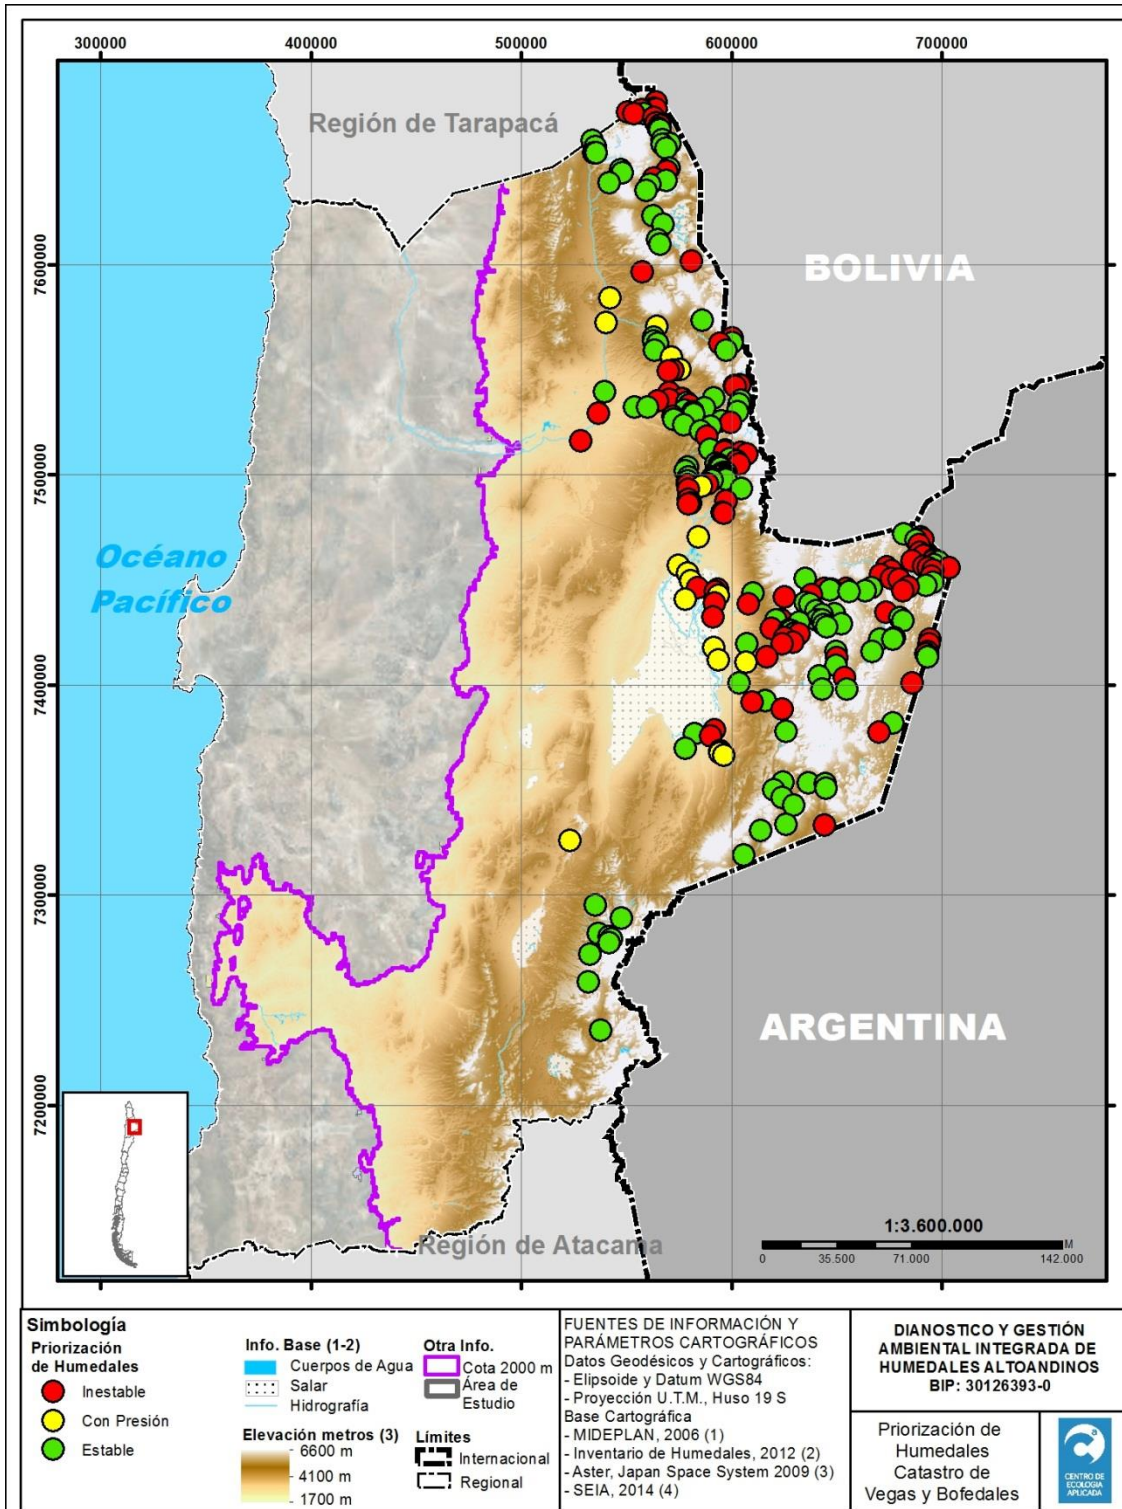 300000 400000 500000 600000 700000
Región de Tarapacá
7600000
BOLIVIA
7500000
Océano
Pacífico
7400000
7300000
ARGENTINA
7200000
1:3.600.000
Región de Atacama
M
0 35.500 71.000 142.000
Simbología
Priorización
de Humedales
Inestable
Con Presión
Estable
Info. Base (1-2)
Cuerpos de Agua
Salar
Hidrografía
Elevación metros (3)
6600 m
4100 m
1700 m
Otra Info.
Cota 2000 m
Área de
Estudio
Límites
Internacional
Regional
FUENTES DE INFORMACIÓN Y
PARÁMETROS CARTOGRÁFICOS
Datos Geodésicos y Cartográficos:
- Elipsoide y Datum WGS84
- Proyección U.T.M., Huso 19 S
Base Cartográfica
- MIDEPLAN, 2006 (1)
- Inventario de Humedales, 2012 (2)
- Aster, Japan Space System 2009 (3)
- SEIA, 2014 (4)
DIANOSTICO Y GESTIÓN
AMBIENTAL INTEGRADA DE
HUMEDALES ALTOANDINOS
BIP: 30126393-0
Priorización de
Humedales
Catastro de
Vegas y Bofedales
CENTRO DE
ECOLOGIA
APLICADA